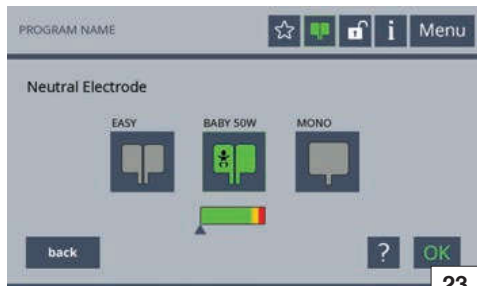 PROGRAM NAME
i
Menu
Neutral Electrode
EASY
BABY 50W
MONO
back
?
OK
23